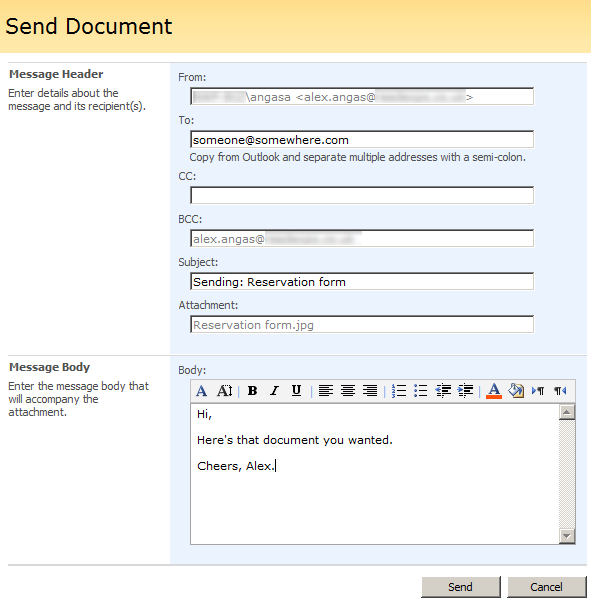 Send Document
Message Header
Enter details about the
message and its recipient(s).
From:
\angasa <alex.angas@ >
To:
someone@somewhere.com
Copy from Outlook and separate multiple addresses with a semi-colon.
CC:
BCC:
alex.angas@
Subject:
Sending: Reservation form
Attachment:
Reservation form.jpg
Message Body
Enter the message body that
will accompany the
attachment.
Body:
A A B I U A
Hi,
Here's that document you wanted.
Cheers, Alex.
Send Cancel